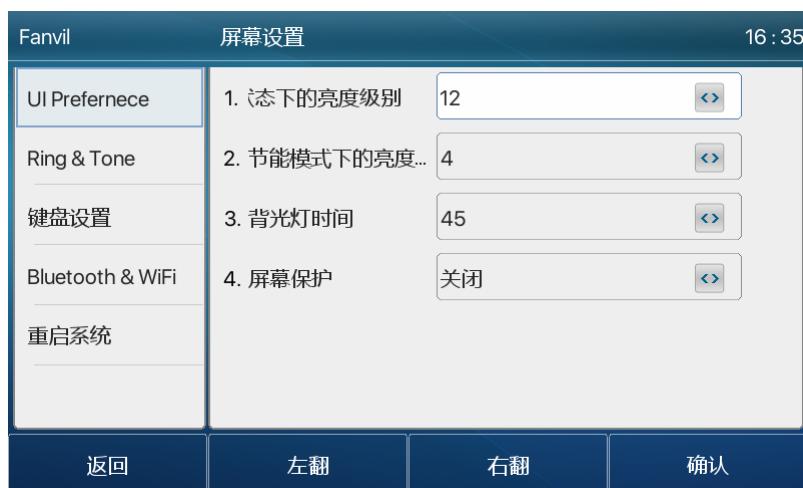 Fanvil 屏幕设置 16:35
UI Prefernece
Ring & Tone
键盘设置
Bluetooth & WiFi
重启系统
1. 态下的亮度级别 12
2. 节能模式下的亮度... 4
3. 背光灯时间 45
4. 屏幕保护 关闭
返回 左翻 右翻 确认